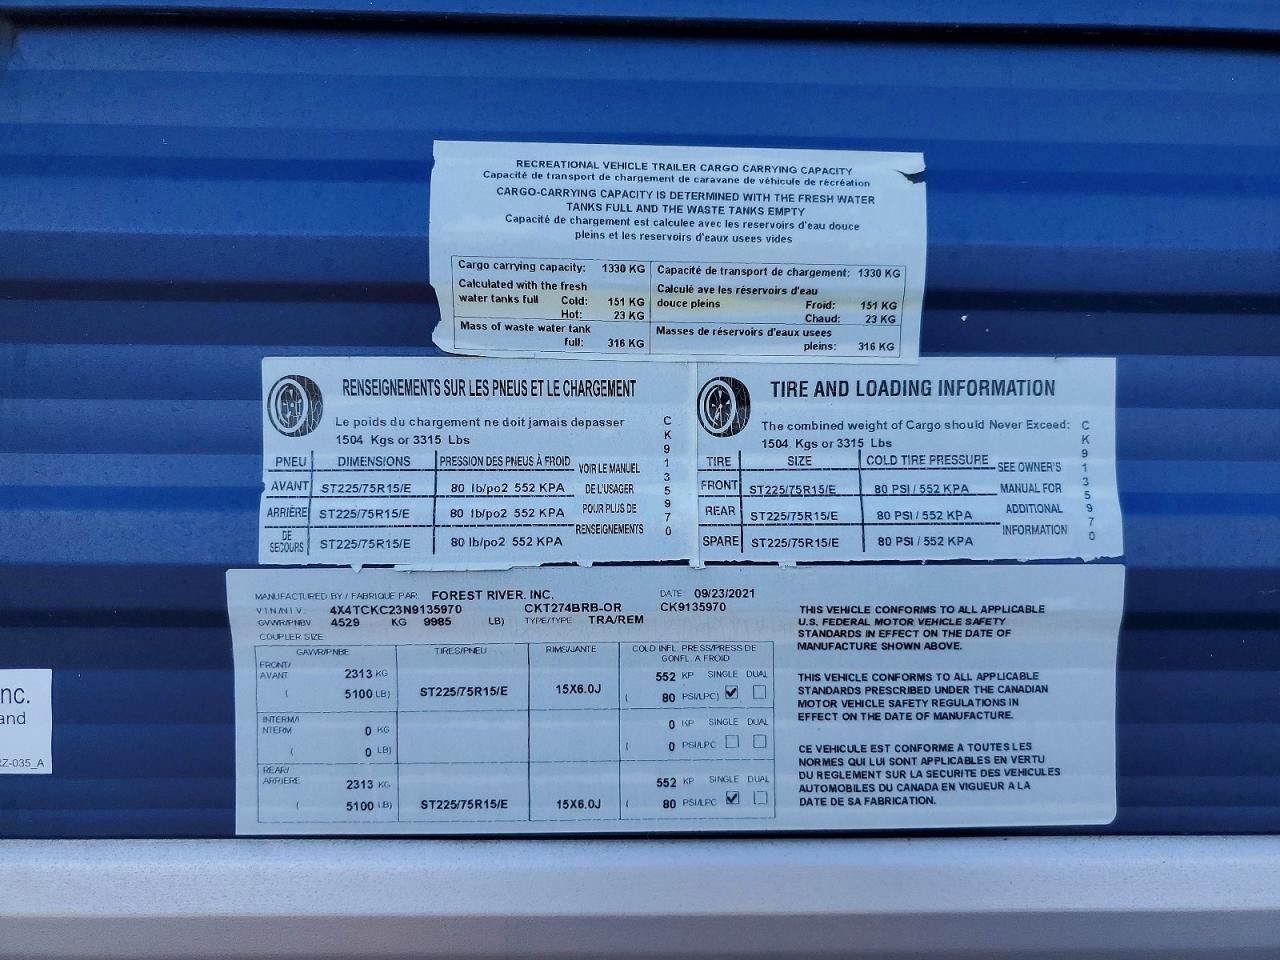 RECREATIONAL VEHICLE TRAILER CARGO CARRYING CAPACITY
Capacité de transport de chargement de caravane de véhicule de récréation
CARGO-CARRYING CAPACITY IS DETERMINED WITH THE FRESH WATER
TANKS FULL AND THE WASTE TANKS EMPTY
Capacité de chargement est calculee avec les reservoirs d'eau douce
pleins et les reservoirs d'eaux usees vides
Cargo carrying capacity: 1330 KG
Calculated with the fresh
water tanks full Cold: 151 KG
Hot: 23 KG
Mass of waste water tank
full: 316 KG
Capacité de transport de chargement: 1330 KG
Calculé ave les réservoirs d'eau
douce pleins Froid: 151 KG
Chaud: 23 KG
Masses de réservoirs d'eaux usees
pleins: 316 KG
RENSEIGNEMENTS SUR LES PNEUS ET LE CHARGEMENT
Le poids du chargement ne doit jamais depasser
1504 Kgs or 3315 Lbs
PNEU DIMENSIONS PRESSION DES PNEUS À FROID
AVANT ST225/75R15/E 80 lb/po2 552 KPA
ARRIÈRE ST225/75R15/E 80 lb/po2 552 KPA
DE SECOURS ST225/75R15/E 80 lb/po2 552 KPA
VOIR LE MANUEL
DE L'USAGER
POUR PLUS DE
RENSEIGNEMENTS
CK9135970
TIRE AND LOADING INFORMATION
The combined weight of Cargo should Never Exceed:
1504 Kgs or 3315 Lbs
TIRE SIZE COLD TIRE PRESSURE
FRONT ST225/75R15/E 80 PSI / 552 KPA
REAR ST225/75R15/E 80 PSI / 552 KPA
SPARE ST225/75R15/E 80 PSI / 552 KPA
SEE OWNER'S
MANUAL FOR
ADDITIONAL
INFORMATION
CK9135970
MANUFACTURED BY / FABRIQUE PAR: FOREST RIVER, INC. DATE 09/23/2021
V.I.N./N.I.V.: 4X4TCKC23N9135970 CKT274BRB-OR CK9135970
GVWR/PNBV 4529 KG 9985 LB) TYPE/TYPE TRA/REM
COUPLER SIZE
GAWR/PNBE TIRES/PNEU RIMS/JANTE COLD INFL. PRESS/PRESS DE
GONFL. A FROID
FRONT/
AVANT 2313 KG 552 KP SINGLE DUAL
( 5100 LB) ST225/75R15/E 15X6.0J ( 80 PSI/LPC)
INTERM/
NTERM 0 KG 0 KP SINGLE DUAL
( 0 LB) ( 0 PSI/LPC
REAR/
ARRIERE 2313 KG 552 KP SINGLE DUAL
( 5100 LB) ST225/75R15/E 15X6.0J ( 80 PSI/LPC
THIS VEHICLE CONFORMS TO ALL APPLICABLE
U.S. FEDERAL MOTOR VEHICLE SAFETY
STANDARDS IN EFFECT ON THE DATE OF
MANUFACTURE SHOWN ABOVE.
THIS VEHICLE CONFORMS TO ALL APPLICABLE
STANDARDS PRESCRIBED UNDER THE CANADIAN
MOTOR VEHICLE SAFETY REGULATIONS IN
EFFECT ON THE DATE OF MANUFACTURE.
CE VEHICULE EST CONFORME A TOUTES LES
NORMES QUI LUI SONT APPLICABLES EN VERTU
DU REGLEMENT SUR LA SECURITE DES VEHICULES
AUTOMOBILES DU CANADA EN VIGUEUR A LA
DATE DE SA FABRICATION.
nc.
and
RZ-035_A